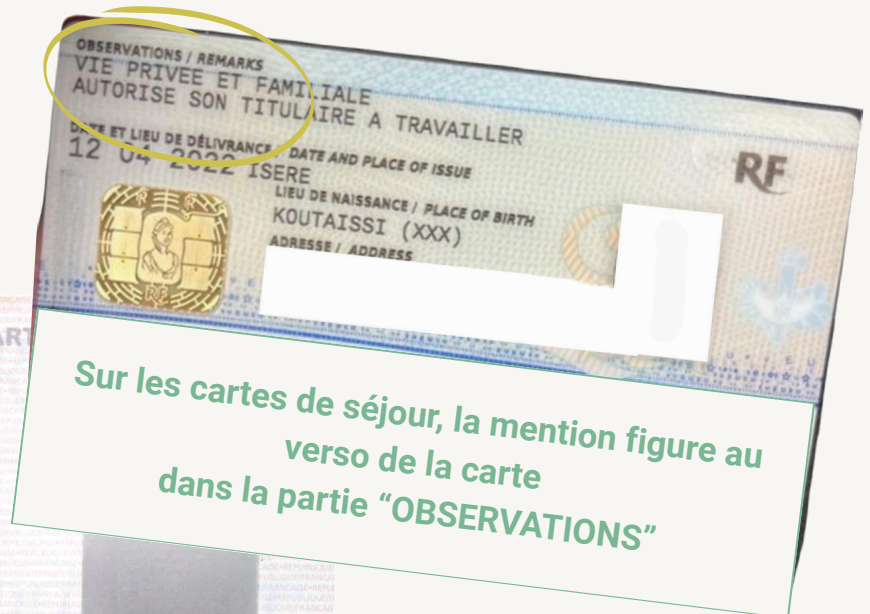 OBSERVATIONS / REMARKS
VIE PRIVEE ET FAMILIALE
AUTORISE SON TITULAIRE A TRAVAILLER
DATE ET LIEU DE DÉLIVRANCE / DATE AND PLACE OF ISSUE
12 04 2022 ISERE
LIEU DE NAISSANCE / PLACE OF BIRTH
KOUTAISSI (XXX)
ADRESSE / ADDRESS
RF
RF
Sur les cartes de séjour, la mention figure au
verso de la carte
dans la partie “OBSERVATIONS”